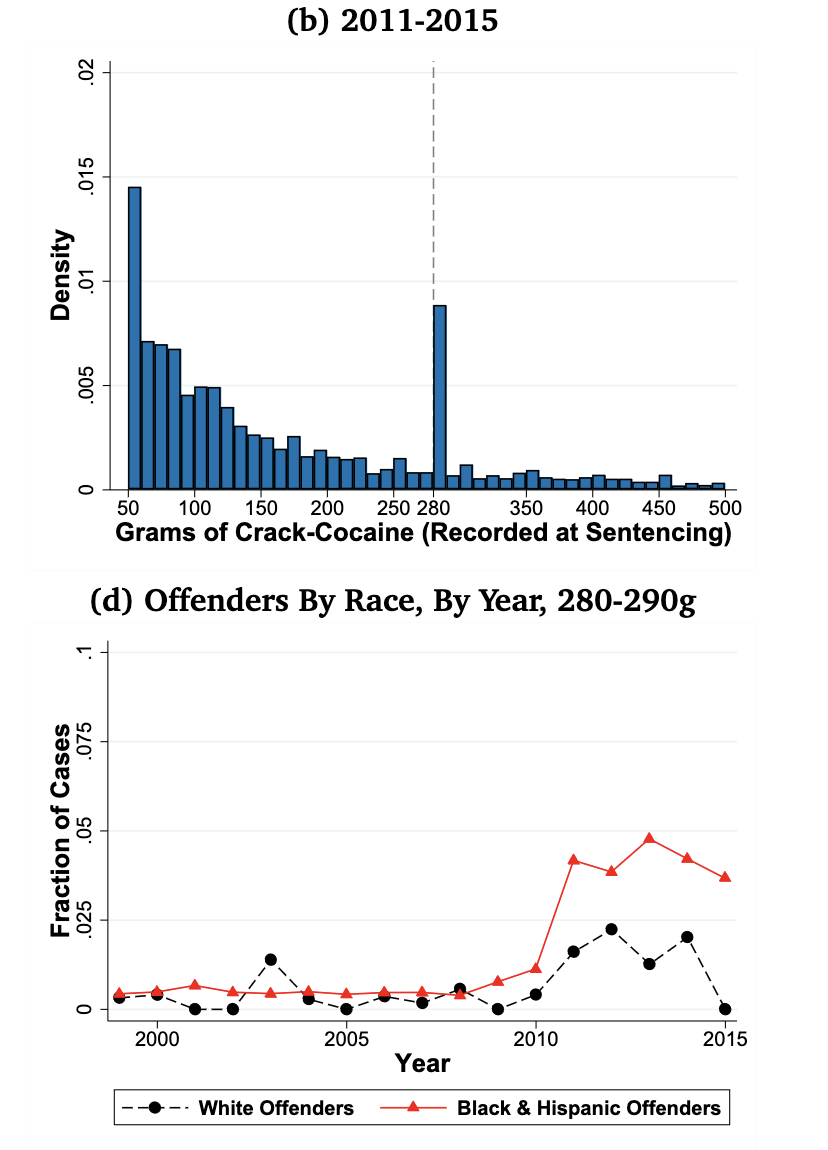 (b) 2011-2015
.02
.015
.01
.005
0
Density
50 100 150 200 250 280 350 400 450 500
Grams of Crack-Cocaine (Recorded at Sentencing)
(d) Offenders By Race, By Year, 280-290g
.1
.075
.05
.025
0
Fraction of Cases
2000 2005 2010 2015
Year
White Offenders Black & Hispanic Offenders